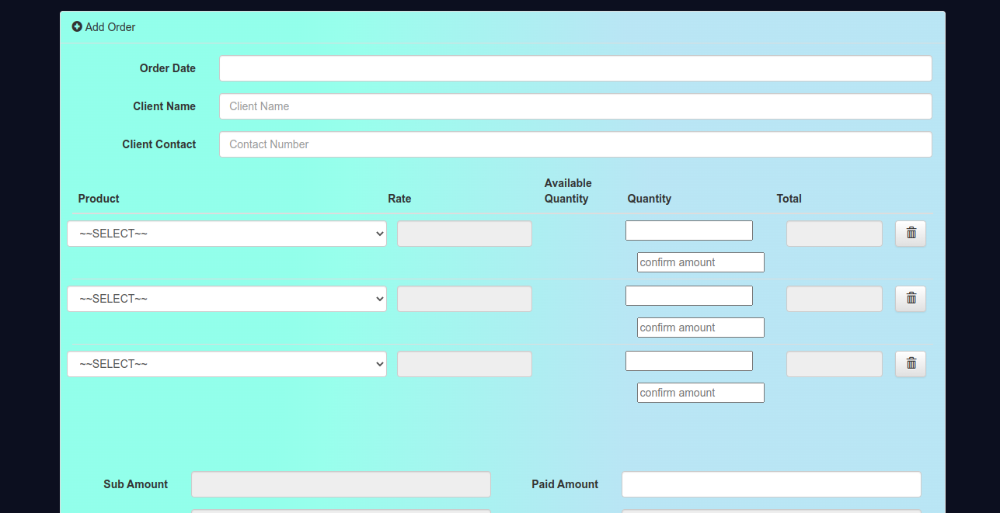 Add Order
Order Date
Client Name Client Name
Client Contact Contact Number
Product Rate Available Quantity Quantity Total
~~SELECT~~
confirm amount
~~SELECT~~
confirm amount
~~SELECT~~
confirm amount
Sub Amount Paid Amount